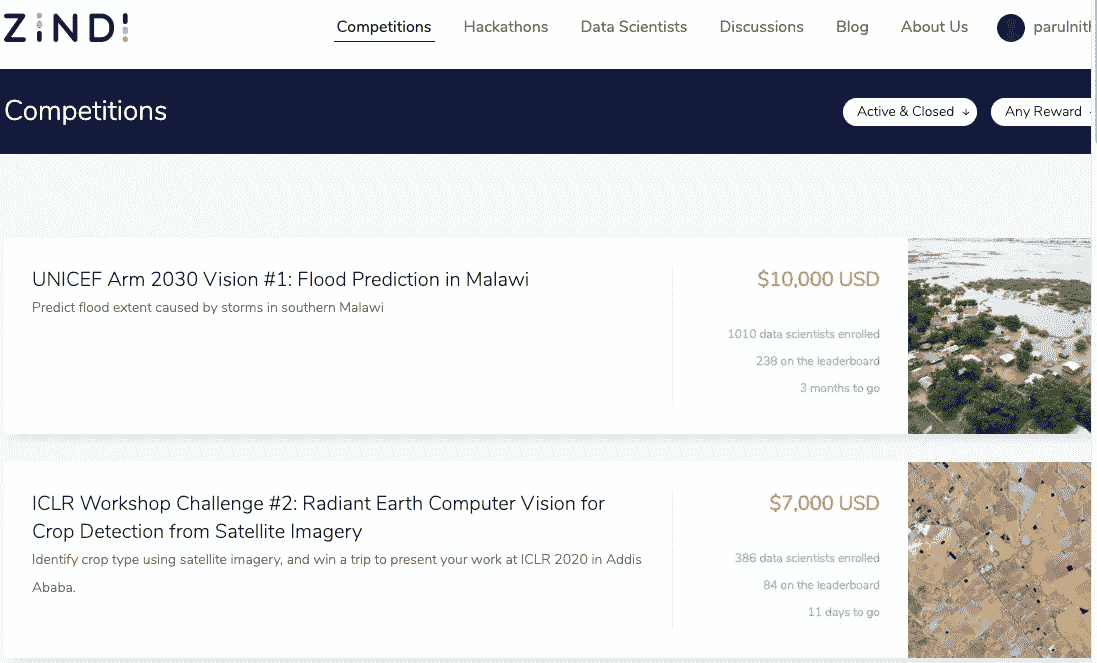 ZINDI
Competitions
Hackathons
Data Scientists
Discussions
Blog
About Us
parulnith
Competitions
Active & Closed ↓
Any Reward
UNICEF Arm 2030 Vision #1: Flood Prediction in Malawi
Predict flood extent caused by storms in southern Malawi
$10,000 USD
1010 data scientists enrolled
238 on the leaderboard
3 months to go
ICLR Workshop Challenge #2: Radiant Earth Computer Vision for
Crop Detection from Satellite Imagery
Identify crop type using satellite imagery, and win a trip to present your work at ICLR 2020 in Addis
Ababa.
$7,000 USD
386 data scientists enrolled
84 on the leaderboard
11 days to go